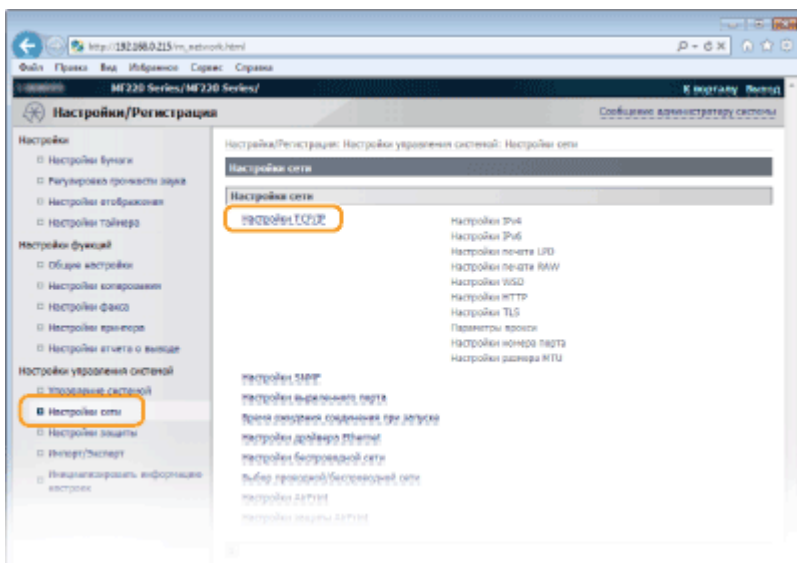 http://192.168.0.215/m_network.html
Файл Правка Вид Избранное Сервис Справка
MF220 Series/MF220 Series/
К порталу Выход
Настройки/Регистрация
Сообщение администратору системы
Настройки
Настройки бумаги
Регулировка громкости звука
Настройки отображения
Настройки таймера
Настройки функций
Общие настройки
Настройки копирования
Настройки факса
Настройки принтера
Настройки отчета о выводе
Настройки управления системой
Управление системой
Настройки сети
Настройки защиты
Импорт/Экспорт
Инициализировать информацию настроек
Настройки/Регистрация: Настройки управления системой: Настройки сети
Настройки сети
Настройки сети
Настройки TCP/IP
Настройки IPv4
Настройки IPv6
Настройки печати LPD
Настройки печати RAW
Настройки WSD
Настройки HTTP
Настройки TLS
Параметры прокси
Настройки номера порта
Настройки размера MTU
Настройки SNMP
Настройки выделенного порта
Время ожидания соединения при запуске
Настройки драйвера Ethernet
Настройки беспроводной сети
Выбор проводной/беспроводной сети
Настройки AirPrint
Настройки защиты AirPrint